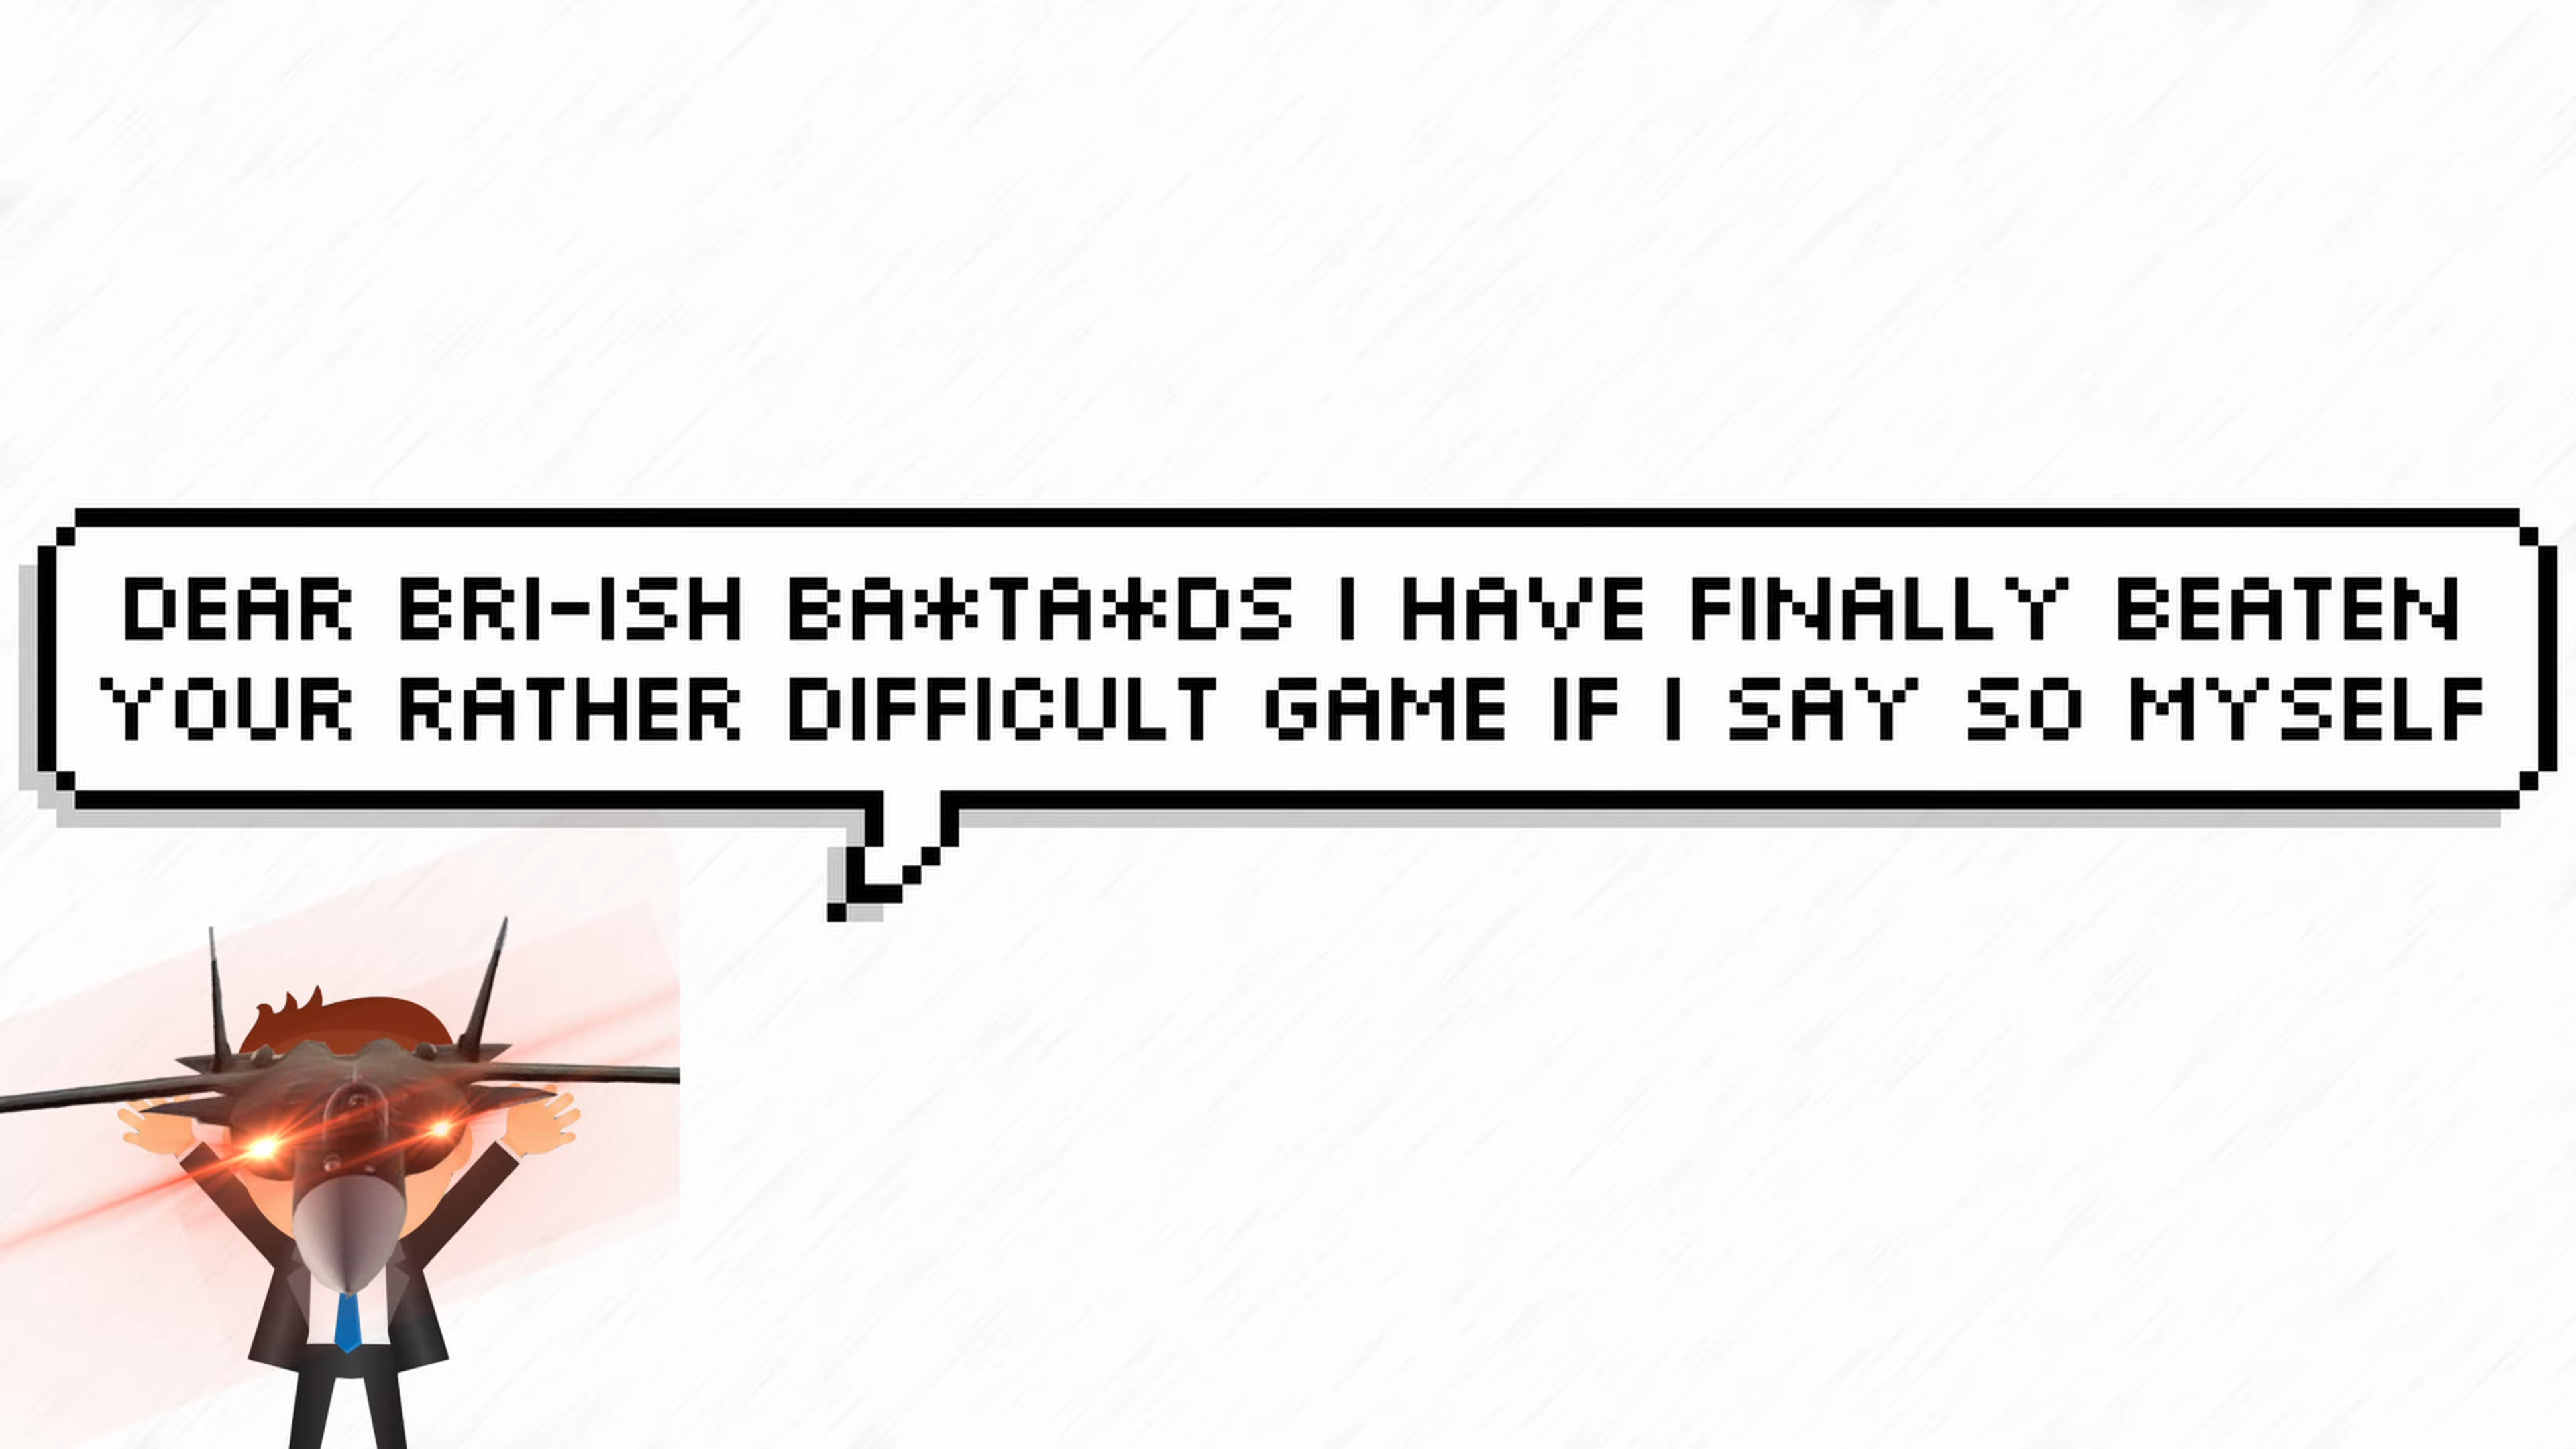 DEAR BRI-ISH BA*TA*DS I HAVE FINALLY BEATEN
YOUR RATHER DIFFICULT GAME IF I SAY SO MYSELF